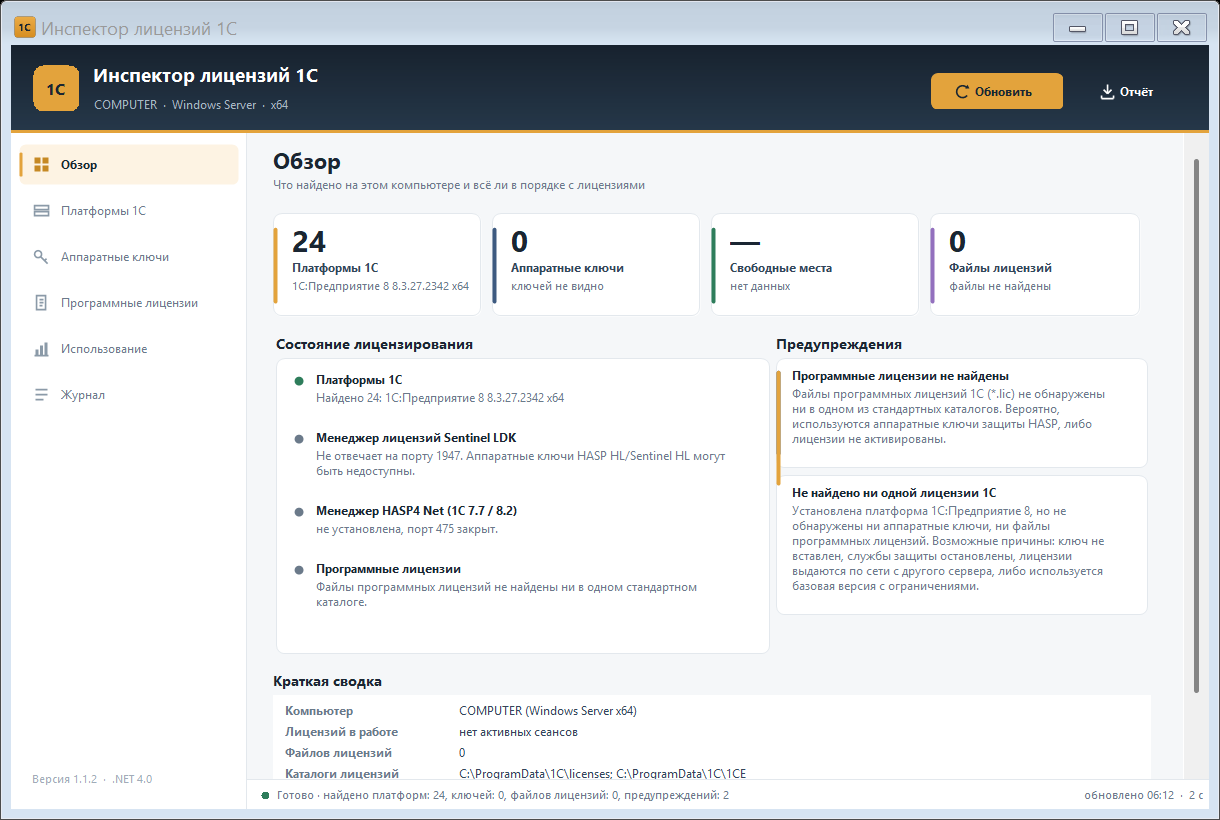 1С Инспектор лицензий 1С
1С
Инспектор лицензий 1С
COMPUTER · Windows Server · x64
Обновить
Отчёт
Обзор
Платформы 1С
Аппаратные ключи
Программные лицензии
Использование
Журнал
Версия 1.1.2 · .NET 4.0
Обзор
Что найдено на этом компьютере и всё ли в порядке с лицензиями
24
Платформы 1С
1С:Предприятие 8 8.3.27.2342 x64
0
Аппаратные ключи
ключей не видно
—
Свободные места
нет данных
0
Файлы лицензий
файлы не найдены
Состояние лицензирования
Платформы 1С
Найдено 24: 1С:Предприятие 8 8.3.27.2342 x64
Менеджер лицензий Sentinel LDK
Не отвечает на порту 1947. Аппаратные ключи HASP HL/Sentinel HL могут
быть недоступны.
Менеджер HASP4 Net (1С 7.7 / 8.2)
не установлена, порт 475 закрыт.
Программные лицензии
Файлы программных лицензий не найдены ни в одном стандартном
каталоге.
Предупреждения
Программные лицензии не найдены
Файлы программных лицензий 1С (*.lic) не обнаружены
ни в одном из стандартных каталогов. Вероятно,
используются аппаратные ключи защиты HASP, либо
лицензии не активированы.
Не найдено ни одной лицензии 1С
Установлена платформа 1С:Предприятие 8, но не
обнаружены ни аппаратные ключи, ни файлы
программных лицензий. Возможные причины: ключ не
вставлен, службы защиты остановлены, лицензии
выдаются по сети с другого сервера, либо используется
базовая версия с ограничениями.
Краткая сводка
Компьютер COMPUTER (Windows Server x64)
Лицензий в работе нет активных сеансов
Файлов лицензий 0
Каталоги лицензий C:\ProgramData\1C\licenses; C:\ProgramData\1C\1CE
Готово · найдено платформ: 24, ключей: 0, файлов лицензий: 0, предупреждений: 2
обновлено 06:12 · 2 с